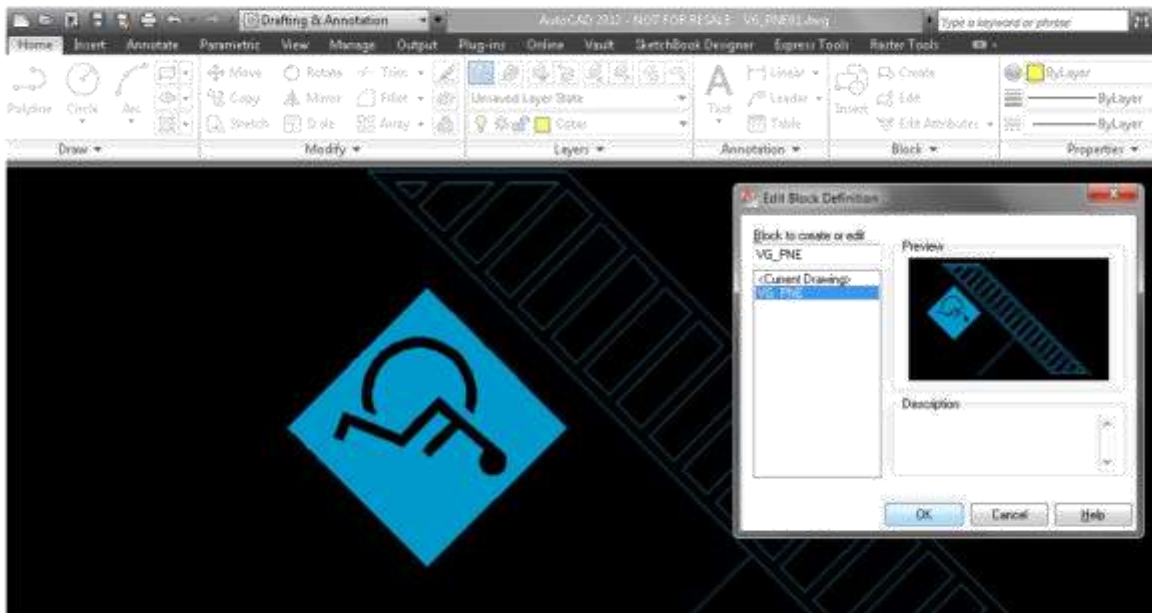 Drafting & Annotation
AutoCAD 2012 - NOT FOR RESALE - VG_PNE01.dwg
Type a keyword or phrase
Home Insert Annotate Parametric View Manage Output Plug-ins Online Vault SketchBook Designer Express Tools Raster Tools
Move Rotate Trim Linear Create ByLayer
Polyline Circle Arc Copy Mirror Fillet Unsaved Layer State Text Leader Insert Edit ByLayer
Stretch Scale Array Table Edit Attributes ByLayer
Draw Modify Layers Annotation Block Properties
Edit Block Definition
Block to create or edit
VG_PNE
<Current Drawing>
VG_PNE
Preview
Description
OK Cancel Help